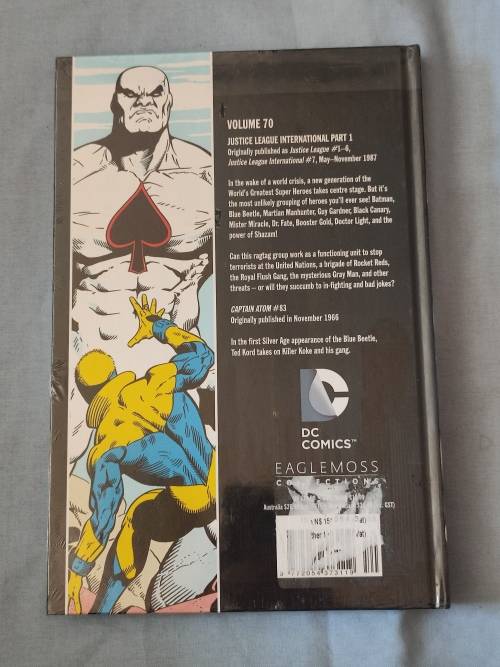 VOLUME 70
JUSTICE LEAGUE INTERNATIONAL PART 1
Originally published as Justice League #1–6,
Justice League International #7, May–November 1987
In the wake of a world crisis, a new generation of the
World's Greatest Super Heroes takes centre stage. But it's
the most unlikely grouping of heroes you'll ever see! Batman,
Blue Beetle, Martian Manhunter, Guy Gardner, Black Canary,
Mister Miracle, Dr. Fate, Booster Gold, Doctor Light, and the
power of Shazam!
Can this ragtag group work as a functioning unit to stop
terrorists at the United Nations, a brigade of Rocket Reds,
the Royal Flush Gang, the mysterious Gray Man, and other
threats – or will they succumb to in-fighting and bad jokes?
CAPTAIN ATOM #83
Originally published in November 1966
In the first Silver Age appearance of the Blue Beetle,
Ted Kord takes on Killer Koke and his gang.
DC
COMICS™
EAGLEMOSS
COLLECTIONS
Australia
GST)
9 772054 373119